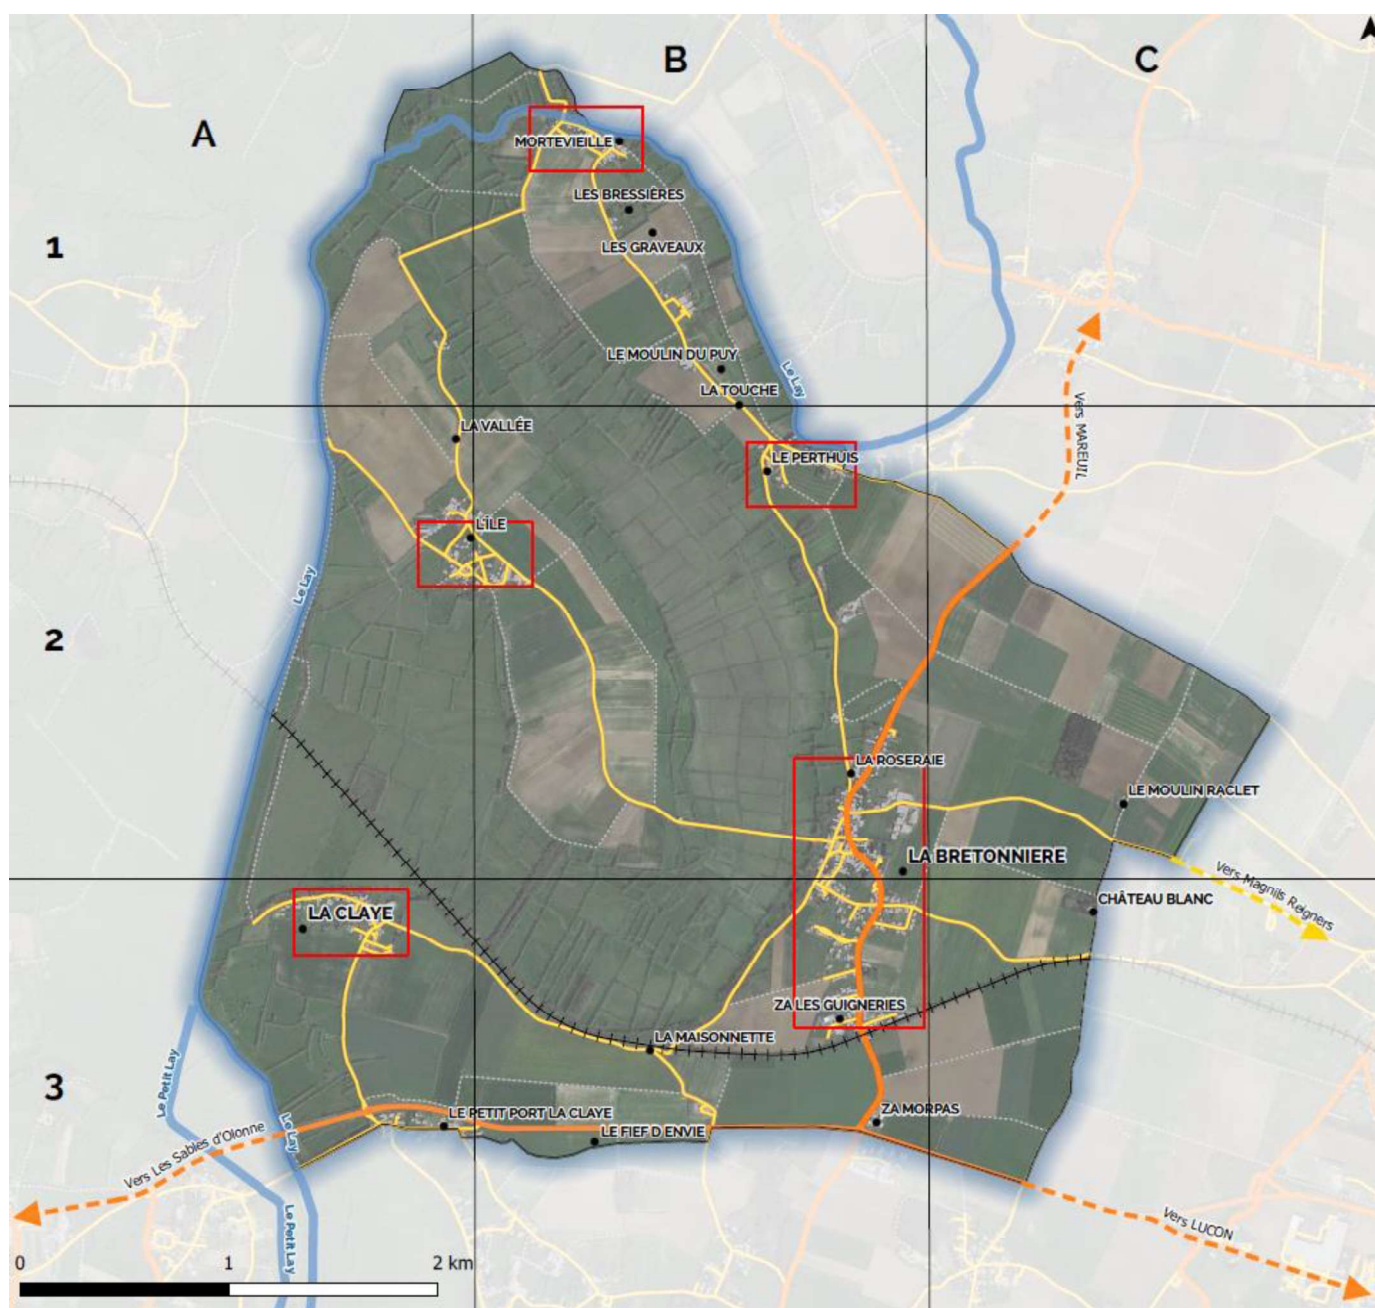 B
C
A
MORTEVIEILLE
LES BRESSIÈRES
1
LES GRAVEAUX
LE MOULIN DU PUY
Le Lay
LA TOUCHE
Vers MAREUIL
LA VALLÉE
LE PERTHUIS
L'ÎLE
Le Lay
2
LA ROSERAIE
LE MOULIN RACLET
LA BRETONNIERE
Vers Magnils Reigners
CHÂTEAU BLANC
LA CLAYE
ZA LES GUIGNERIES
LA MAISONNETTE
3
Le Petit Lay
LE PETIT PORT LA CLAYE
ZA MORPAS
Le Lay
LE FIEF D ENVIE
Vers Les Sables d'Olonne
Le Petit Lay
Vers LUCON
0 1 2 km